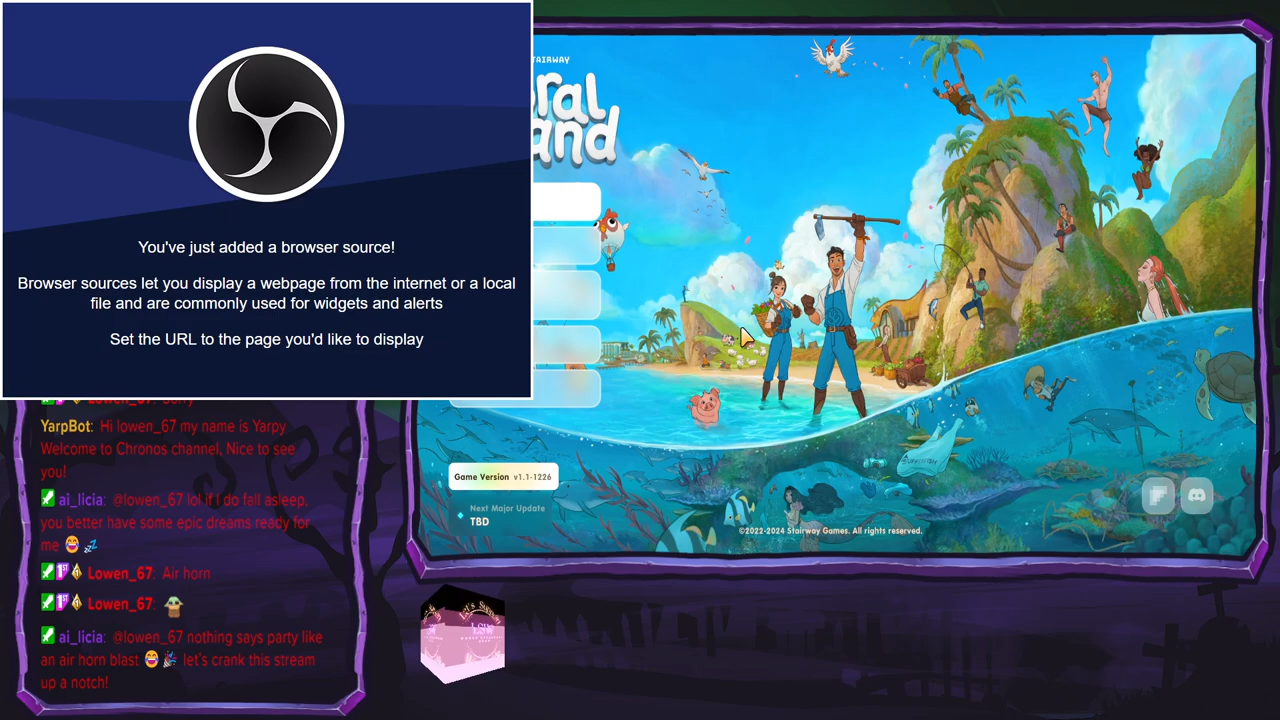 You've just added a browser source!
Browser sources let you display a webpage from the internet or a local
file and are commonly used for widgets and alerts
Set the URL to the page you'd like to display
TAIRWAY
ral
and
Lowen_67: Sorry
YarpBot: Hi lowen_67 my name is Yarpy
Welcome to Chronos channel, Nice to see
you!
ai_licia: @lowen_67 lol if I do fall asleep,
you better have some epic dreams ready for
me 😂 💤
Lowen_67: Air horn
Lowen_67:
ai_licia: @lowen_67 nothing says party like
an air horn blast 😂 🎉 let's crank this stream
up a notch!
Game Version v1.1-1226
Next Major Update
TBD
©2022-2024 Stairway Games. All rights reserved.